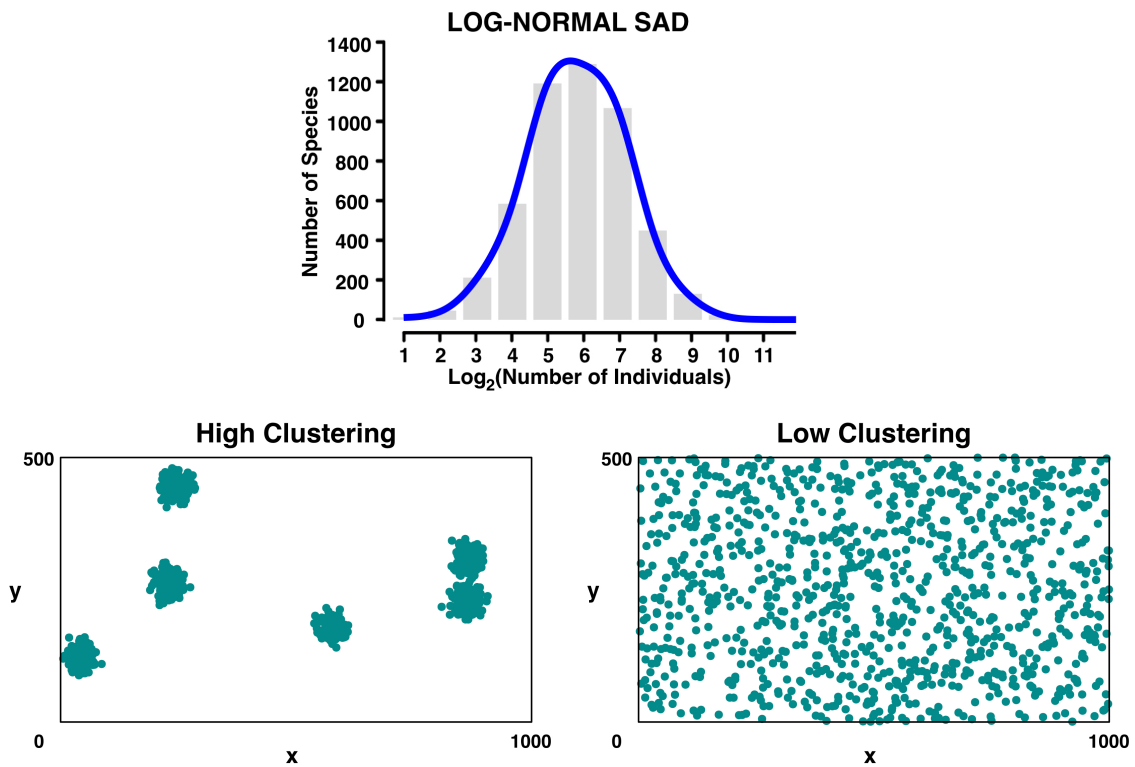 LOG-NORMAL SAD
1400
1200
1000
800
600
400
200
0
Number of Species
1 2 3 4 5 6 7 8 9 10 11
Log₂(Number of Individuals)
High Clustering
500
y
0
1000
x
Low Clustering
500
y
0
1000
x